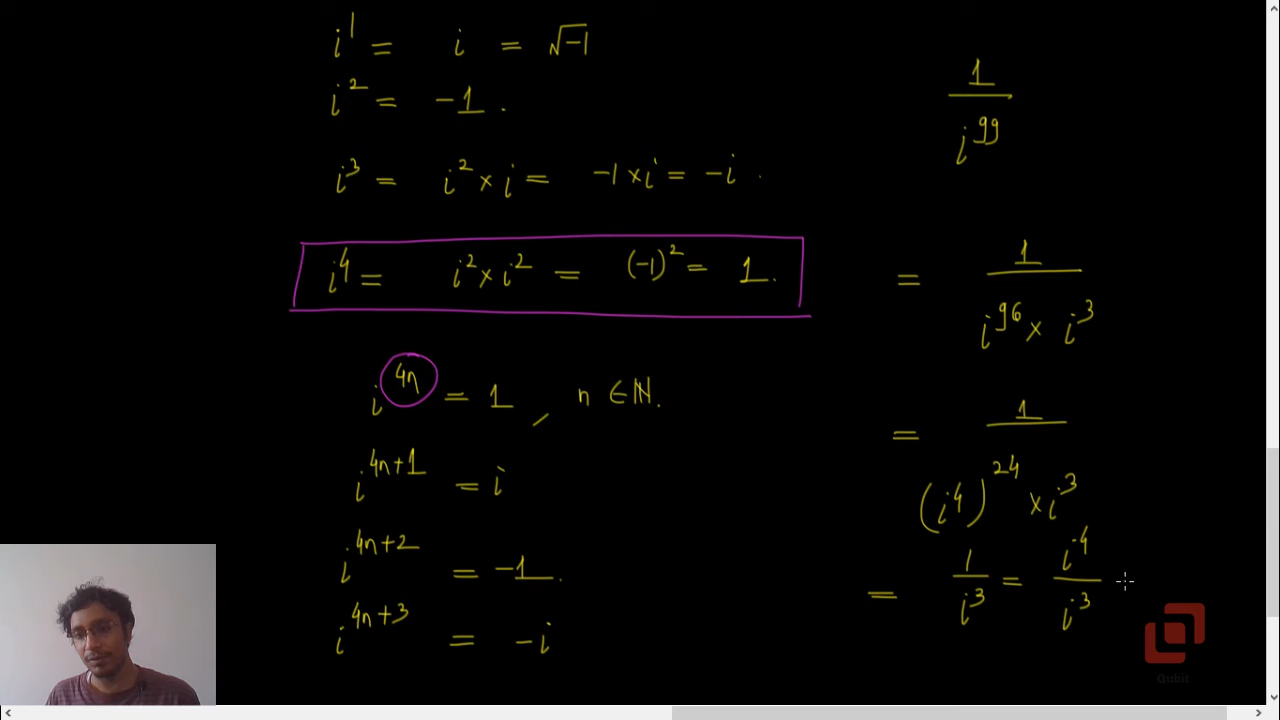 i¹ = i = √-1
i² = -1 .
i³ = i² × i = -1 × i = -i .
i⁴ = i² × i² = (-1)² = 1 .
i⁴ⁿ = 1 , n ∈ ℕ.
i⁴ⁿ⁺¹ = i
i⁴ⁿ⁺² = -1 .
i⁴ⁿ⁺³ = -i
1 / i⁹⁹
= 1 / i⁹⁶ × i³
= 1 / (i⁴)²⁴ × i³
= 1 / i³ = i⁴ / i³
Qubit